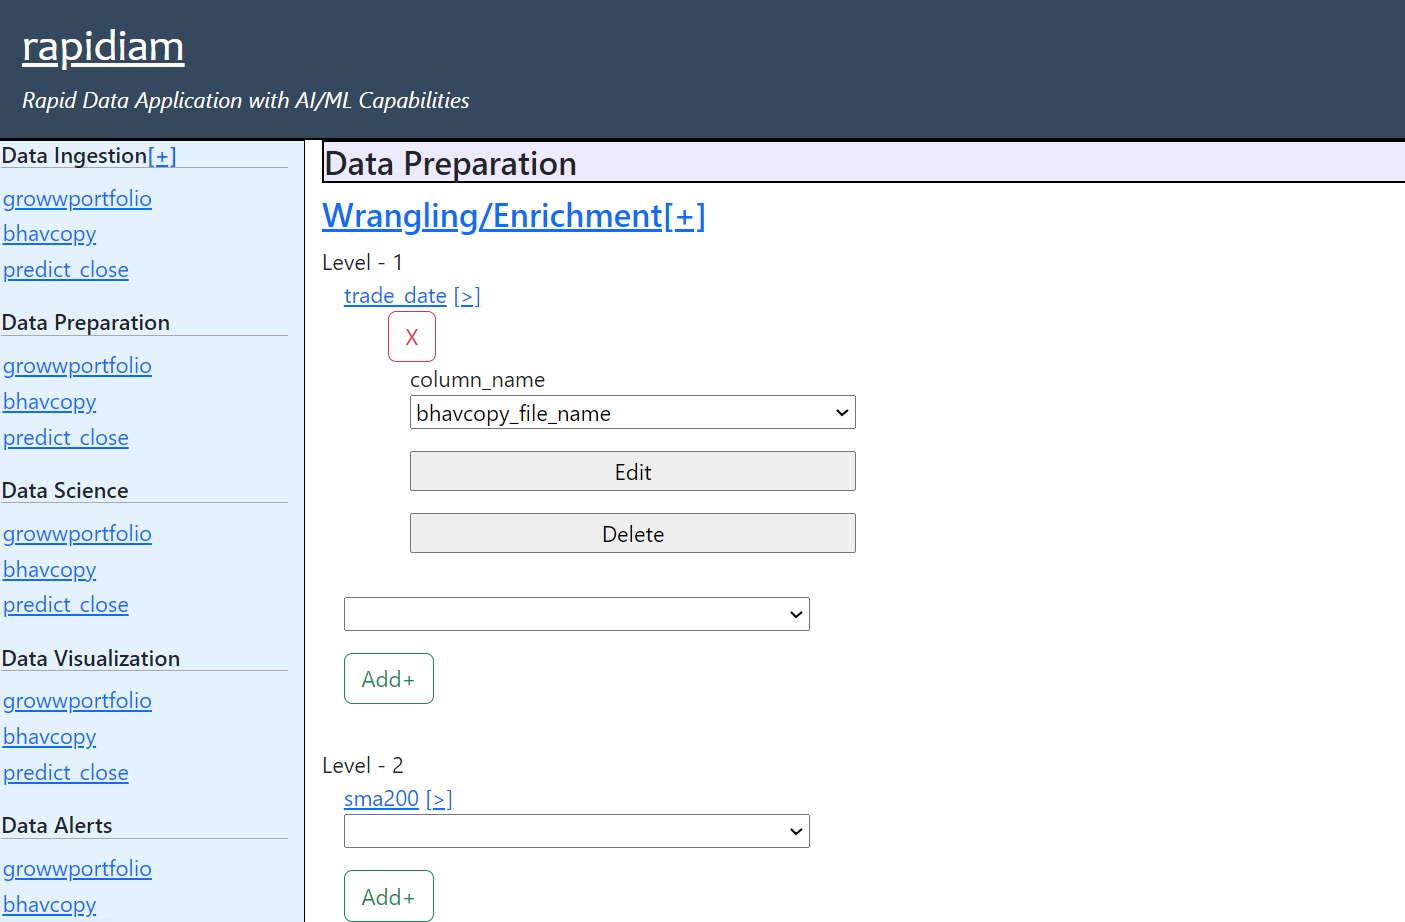 rapidiam
Rapid Data Application with AI/ML Capabilities
Data Ingestion[+]
growwportfolio
bhavcopy
predict_close
Data Preparation
growwportfolio
bhavcopy
predict_close
Data Science
growwportfolio
bhavcopy
predict_close
Data Visualization
growwportfolio
bhavcopy
predict_close
Data Alerts
growwportfolio
bhavcopy
Data Preparation
Wrangling/Enrichment[+]
Level - 1
trade_date [>]
X
column_name
bhavcopy_file_name
Edit
Delete
Add+
Level - 2
sma200 [>]
Add+